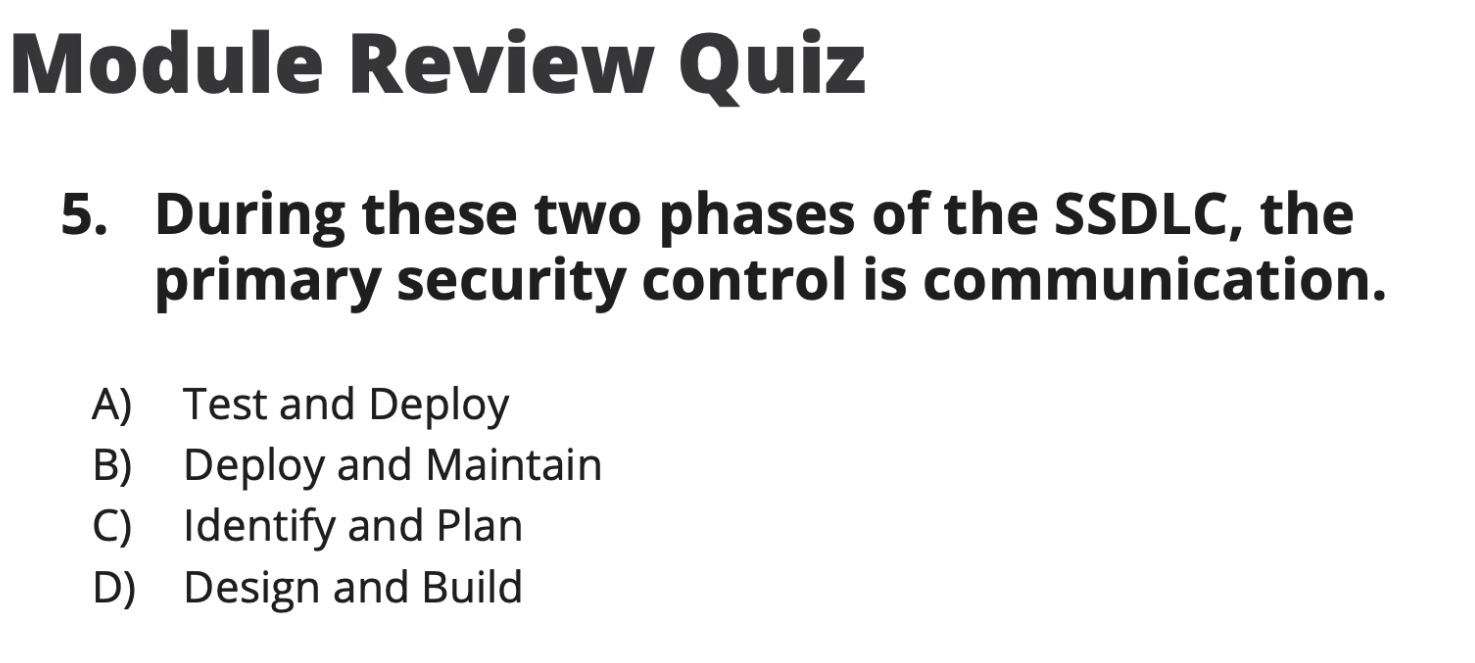 Module Review Quiz
5. During these two phases of the SSDLC, the
primary security control is communication.
A) Test and Deploy
B) Deploy and Maintain
C) Identify and Plan
D) Design and Build